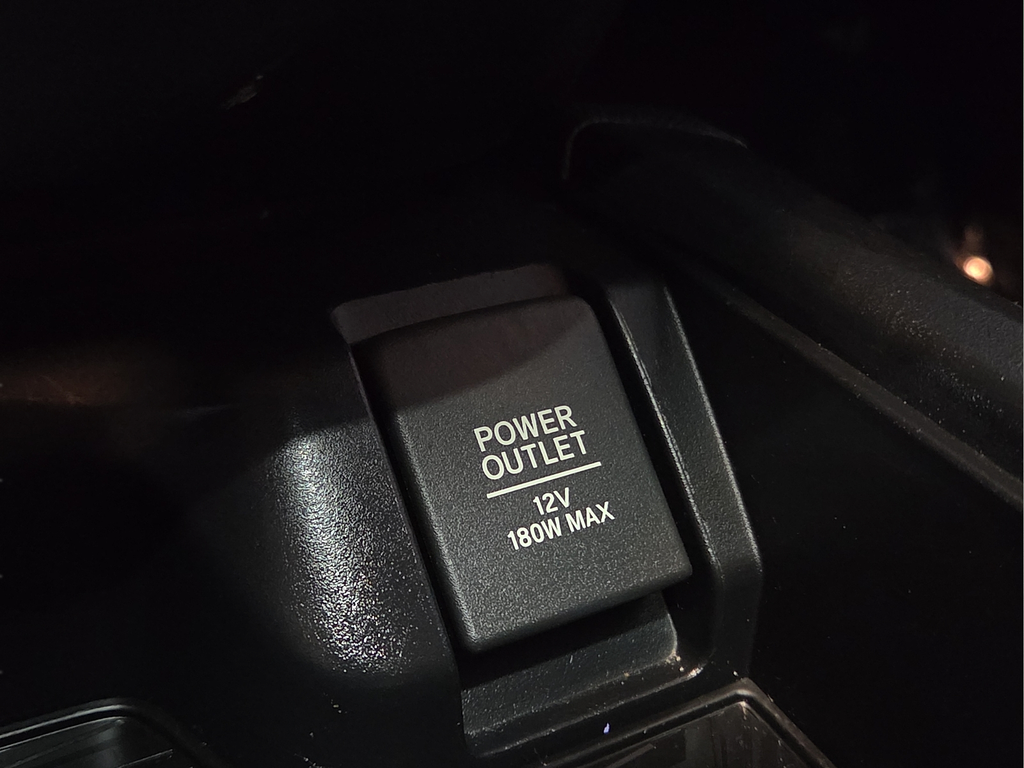 POWER
OUTLET
12V
180W MAX